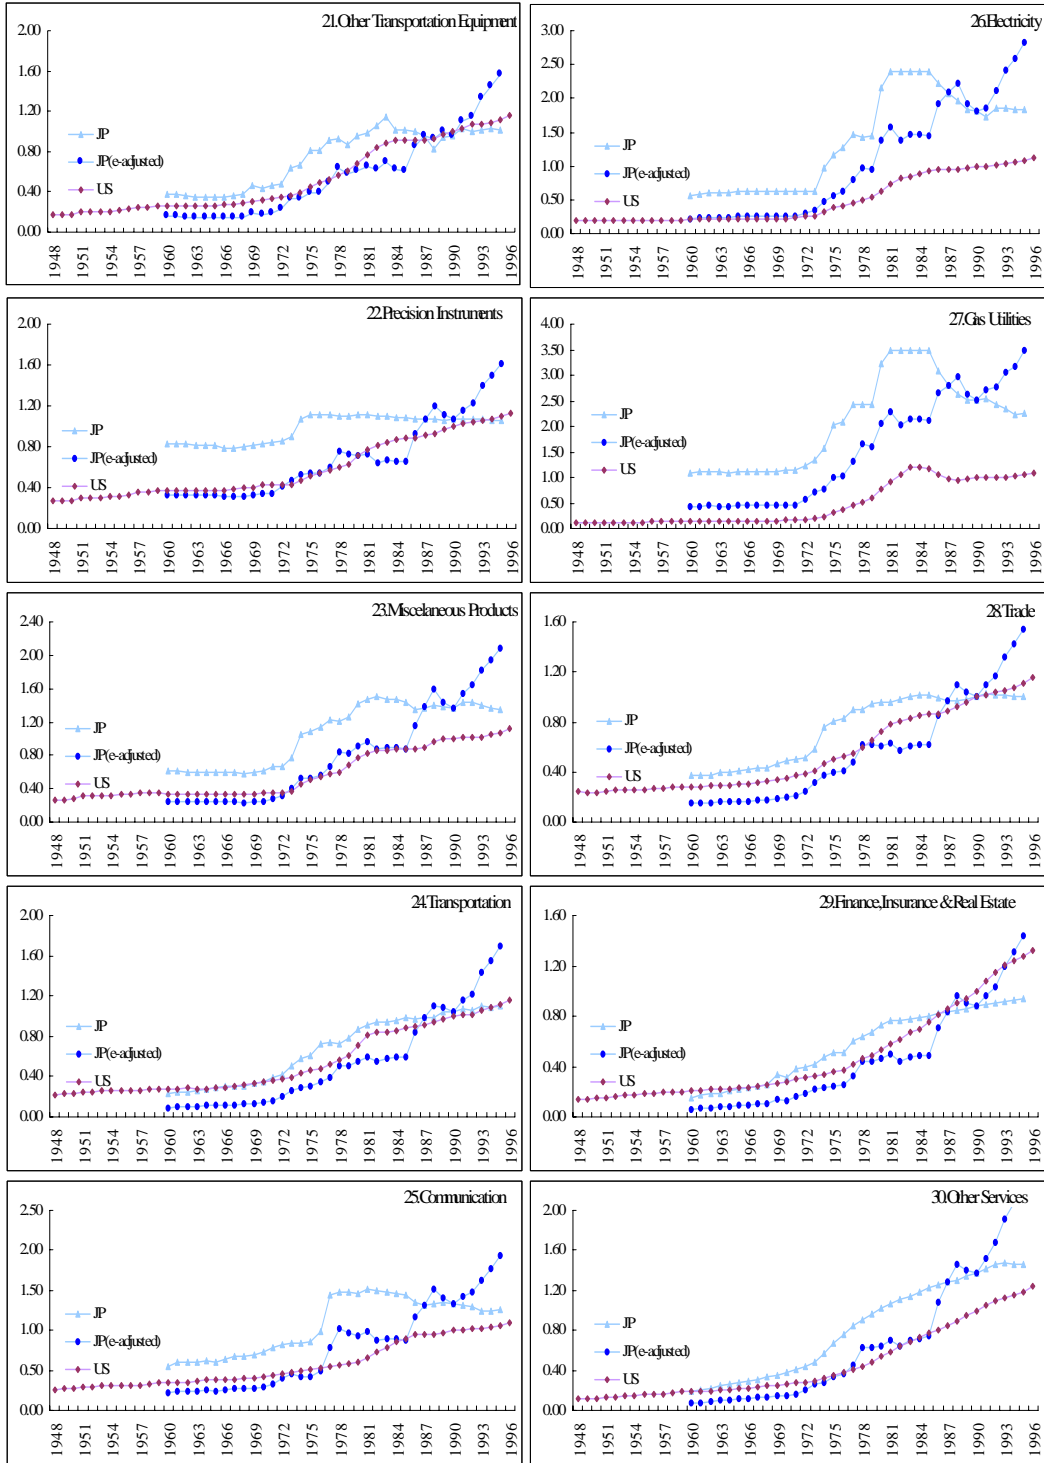 21.Other Transportation Equipment
2.00
1.60
1.20
0.80
0.40
0.00
JP
JP(e-adjusted)
US
1948 1951 1954 1957 1960 1963 1966 1969 1972 1975 1978 1981 1984 1987 1990 1993 1996
26.Electricity
3.00
2.50
2.00
1.50
1.00
0.50
0.00
JP
JP(e-adjusted)
US
1948 1951 1954 1957 1960 1963 1966 1969 1972 1975 1978 1981 1984 1987 1990 1993 1996
22.Precision Instruments
2.00
1.60
1.20
0.80
0.40
0.00
JP
JP(e-adjusted)
US
1948 1951 1954 1957 1960 1963 1966 1969 1972 1975 1978 1981 1984 1987 1990 1993 1996
27.Gas Utilities
4.00
3.50
3.00
2.50
2.00
1.50
1.00
0.50
0.00
JP
JP(e-adjusted)
US
1948 1951 1954 1957 1960 1963 1966 1969 1972 1975 1978 1981 1984 1987 1990 1993 1996
23.Miscelaneous Products
2.40
2.00
1.60
1.20
0.80
0.40
0.00
JP
JP(e-adjusted)
US
1948 1951 1954 1957 1960 1963 1966 1969 1972 1975 1978 1981 1984 1987 1990 1993 1996
28.Trade
1.60
1.20
0.80
0.40
0.00
JP
JP(e-adjusted)
US
1948 1951 1954 1957 1960 1963 1966 1969 1972 1975 1978 1981 1984 1987 1990 1993 1996
24.Transportation
2.00
1.60
1.20
0.80
0.40
0.00
JP
JP(e-adjusted)
US
1948 1951 1954 1957 1960 1963 1966 1969 1972 1975 1978 1981 1984 1987 1990 1993 1996
29.Finance,Insurance & Real Estate
1.60
1.20
0.80
0.40
0.00
JP
JP(e-adjusted)
US
1948 1951 1954 1957 1960 1963 1966 1969 1972 1975 1978 1981 1984 1987 1990 1993 1996
25.Communication
2.50
2.00
1.50
1.00
0.50
0.00
JP
JP(e-adjusted)
US
1948 1951 1954 1957 1960 1963 1966 1969 1972 1975 1978 1981 1984 1987 1990 1993 1996
30.Other Services
2.00
1.60
1.20
0.80
0.40
0.00
JP
JP(e-adjusted)
US
1948 1951 1954 1957 1960 1963 1966 1969 1972 1975 1978 1981 1984 1987 1990 1993 1996